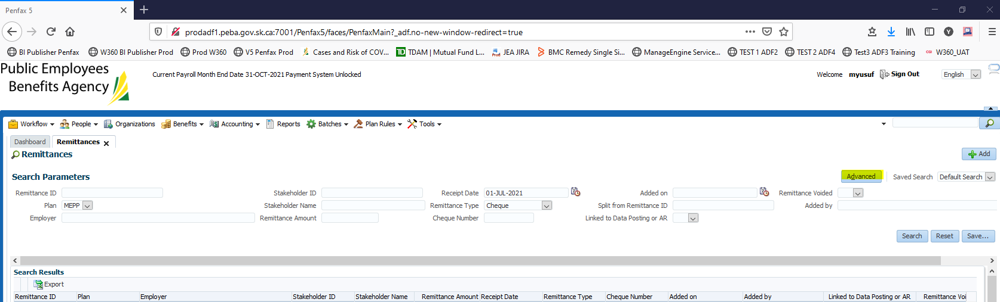 Penfax 5
prodadf1.peba.gov.sk.ca:7001/Penfax5/faces/PenfaxMain?_adf.no-new-window-redirect=true
BI Publisher Penfax W360 BI Publisher Prod Prod W360 V5 Penfax Prod Cases and Risk of COV... TD TDAM | Mutual Fund L... Prod JEA JIRA BMC Remedy Single Si... ManageEngine Service... TEST 1 ADF2 TEST 2 ADF4 Test3 ADF3 Training CGI W360_UAT
Public Employees
Benefits Agency
Current Payroll Month End Date 31-OCT-2021 Payment System Unlocked
Welcome myusuf Sign Out English
Workflow People Organizations Benefits Accounting Reports Batches Plan Rules Tools
Dashboard Remittances
Remittances Add
Search Parameters Advanced Saved Search Default Search
Remittance ID Stakeholder ID Receipt Date 01-JUL-2021 Added on Remittance Voided
Plan MEPP Stakeholder Name Remittance Type Cheque Split from Remittance ID Added by
Employer Remittance Amount Cheque Number Linked to Data Posting or AR
Search Reset Save...
Search Results
Export
Remittance ID Plan Employer Stakeholder ID Stakeholder Name Remittance Amount Receipt Date Remittance Type Cheque Number Added on Added by Linked to Data Posting or AR Remittance Voi